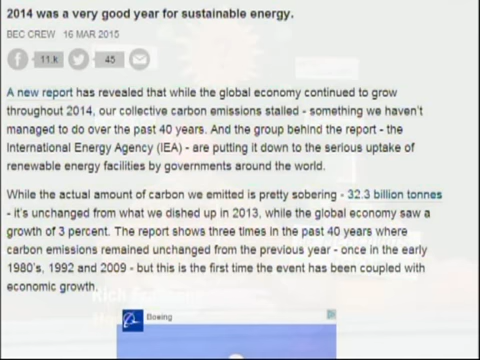 2014 was a very good year for sustainable energy.
BEC CREW 16 MAR 2015
11.k 45
A new report has revealed that while the global economy continued to grow
throughout 2014, our collective carbon emissions stalled - something we haven't
managed to do over the past 40 years. And the group behind the report - the
International Energy Agency (IEA) - are putting it down to the serious uptake of
renewable energy facilities by governments around the world.
While the actual amount of carbon we emitted is pretty sobering - 32.3 billion tonnes
- it's unchanged from what we dished up in 2013, while the global economy saw a
growth of 3 percent. The report shows three times in the past 40 years where
carbon emissions remained unchanged from the previous year - once in the early
1980's, 1992 and 2009 - but this is the first time the event has been coupled with
economic growth.
Boeing